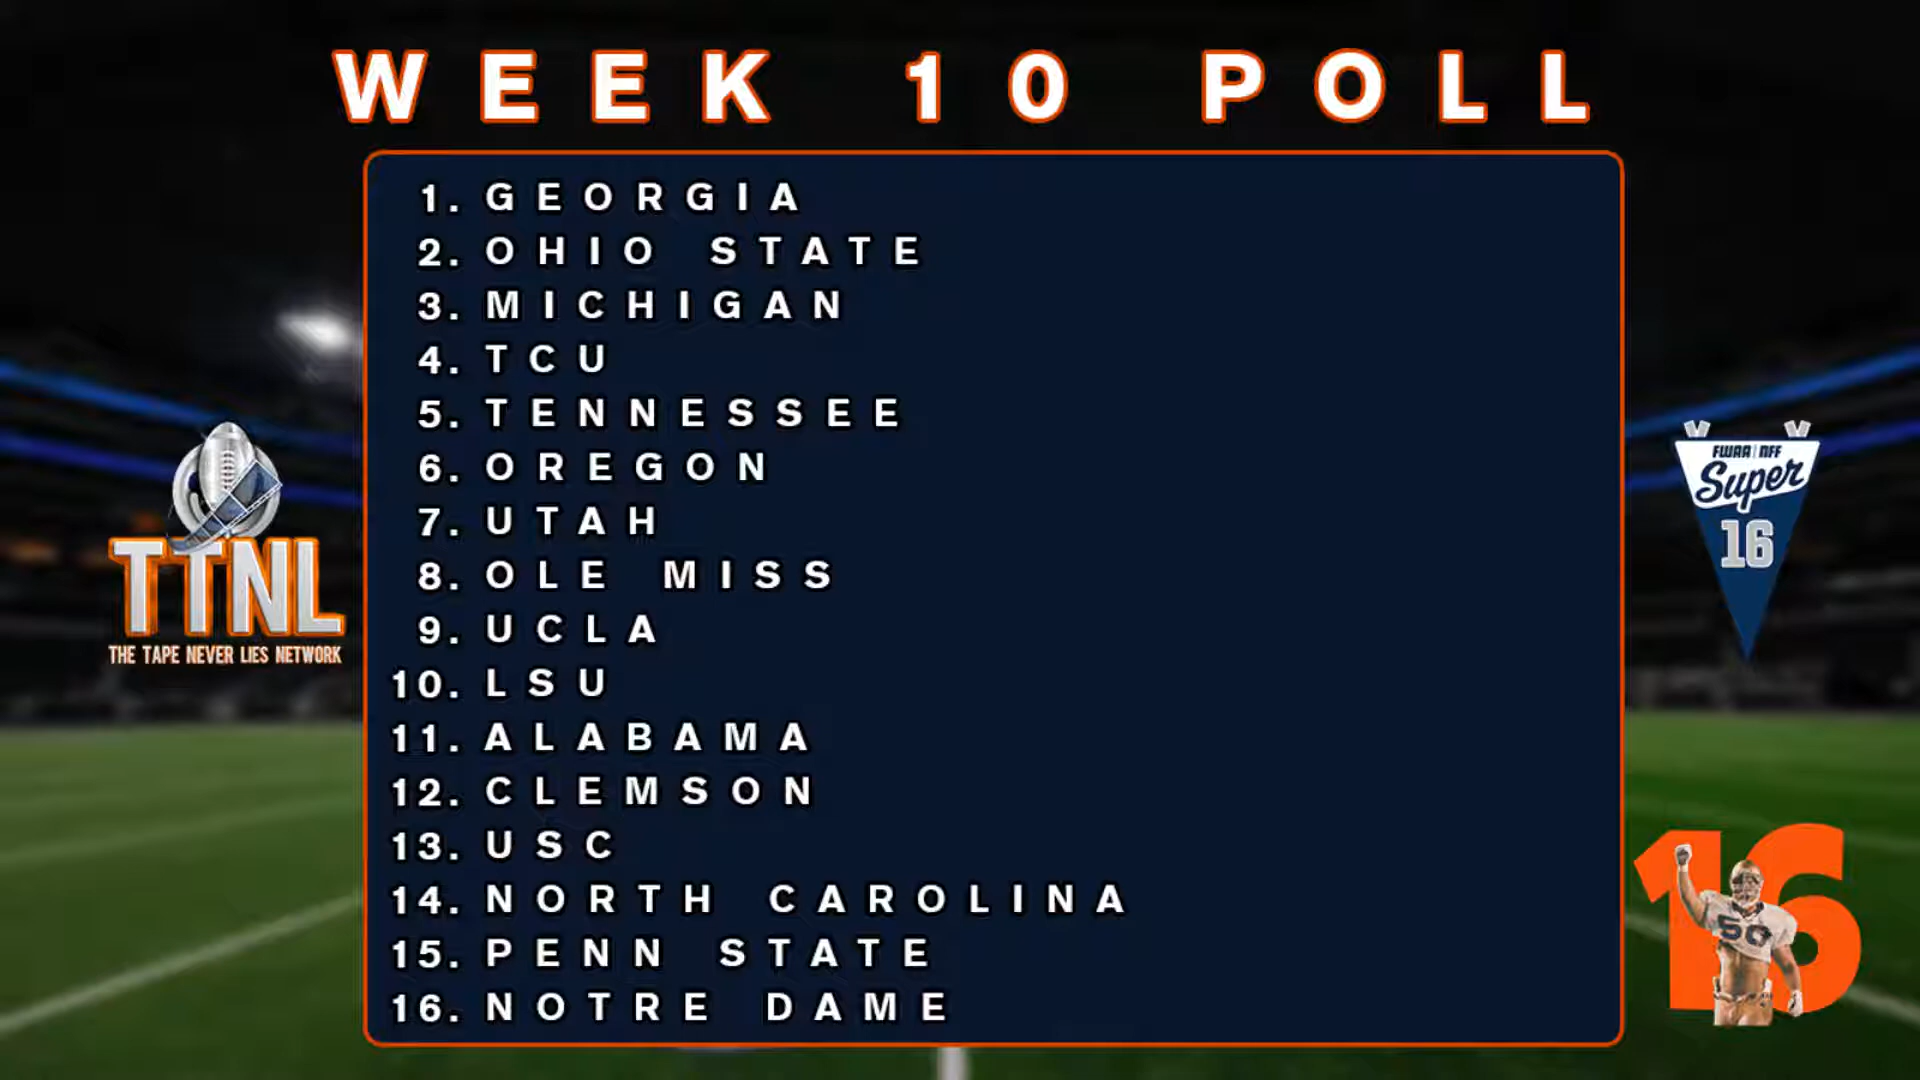 WEEK 10 POLL
1. GEORGIA
2. OHIO STATE
3. MICHIGAN
4. TCU
5. TENNESSEE
6. OREGON
7. UTAH
8. OLE MISS
9. UCLA
10. LSU
11. ALABAMA
12. CLEMSON
13. USC
14. NORTH CAROLINA
15. PENN STATE
16. NOTRE DAME
TTNL
THE TAPE NEVER LIES NETWORK
FWAA | NFF
Super
16
16
50